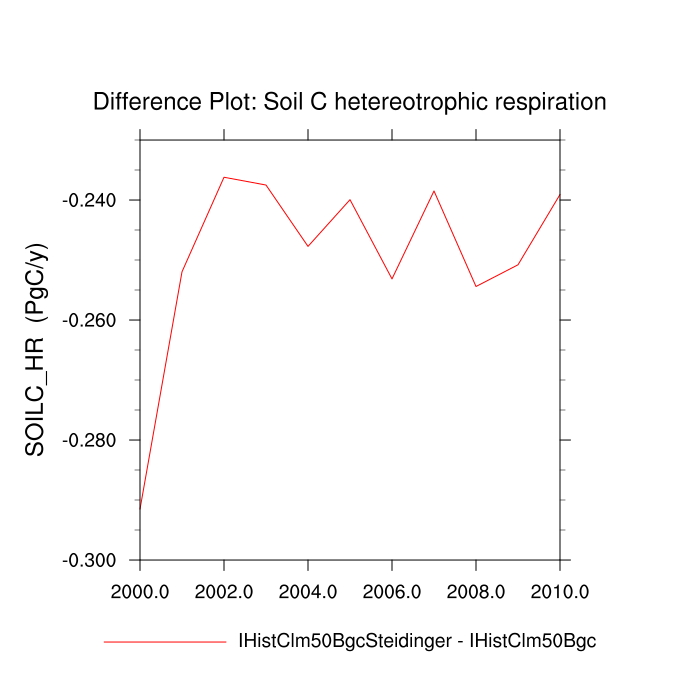 Difference Plot: Soil C hetereotrophic respiration
SOILC_HR (PgC/y)
-0.240
-0.260
-0.280
-0.300
2000.0 2002.0 2004.0 2006.0 2008.0 2010.0
IHistClm50BgcSteidinger - IHistClm50Bgc